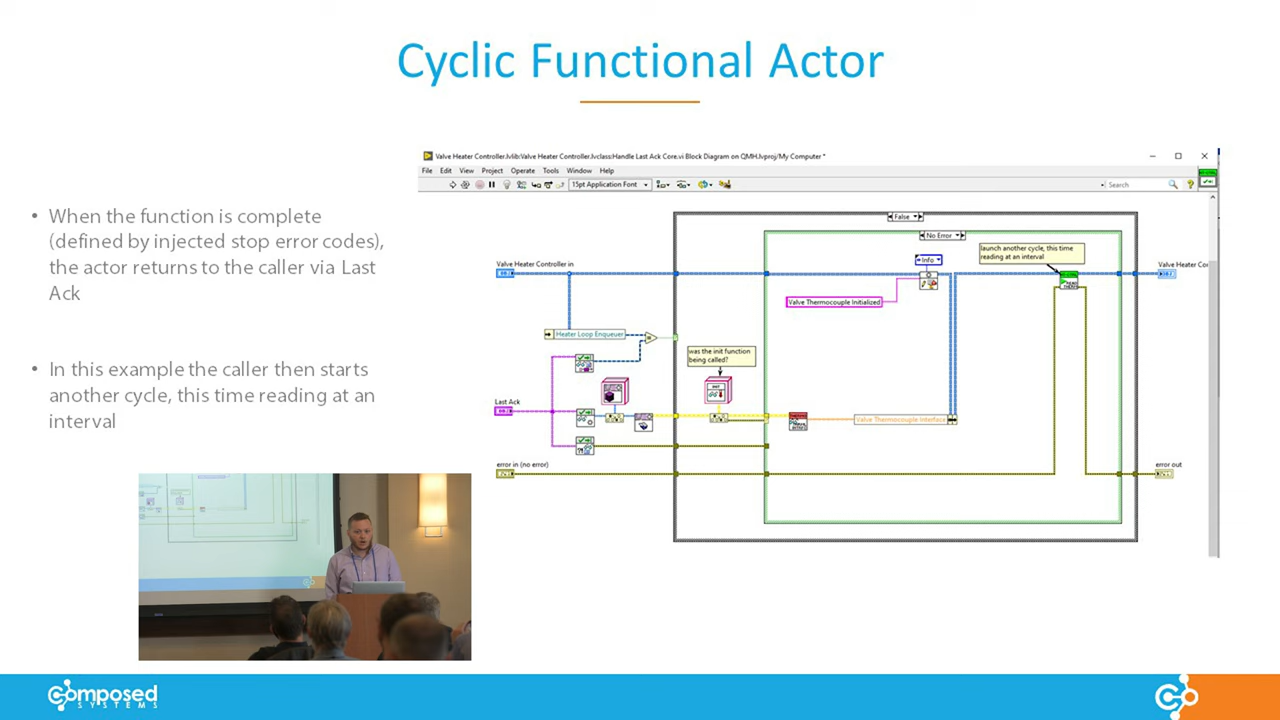 Cyclic Functional Actor
• When the function is complete
(defined by injected stop error codes),
the actor returns to the caller via Last
Ack
• In this example the caller then starts
another cycle, this time reading at an
interval
Valve Heater Controller.lvlib:Valve Heater Controller.lvclass:Handle Last Ack Core.vi Block Diagram on QMH.lvproj/My Computer *
File Edit View Project Operate Tools Window Help
15pt Application Font
Search
False
No Error
launch another cycle, this time
reading at an interval
Valve Heater Controller in
Info
Valve Heater Co
Valve Thermocouple Initialized
Heater Loop Enqueuer
was the init function
being called?
Last Ack
Valve Thermocouple Interface
error in (no error)
error out
composed
SYSTEMS